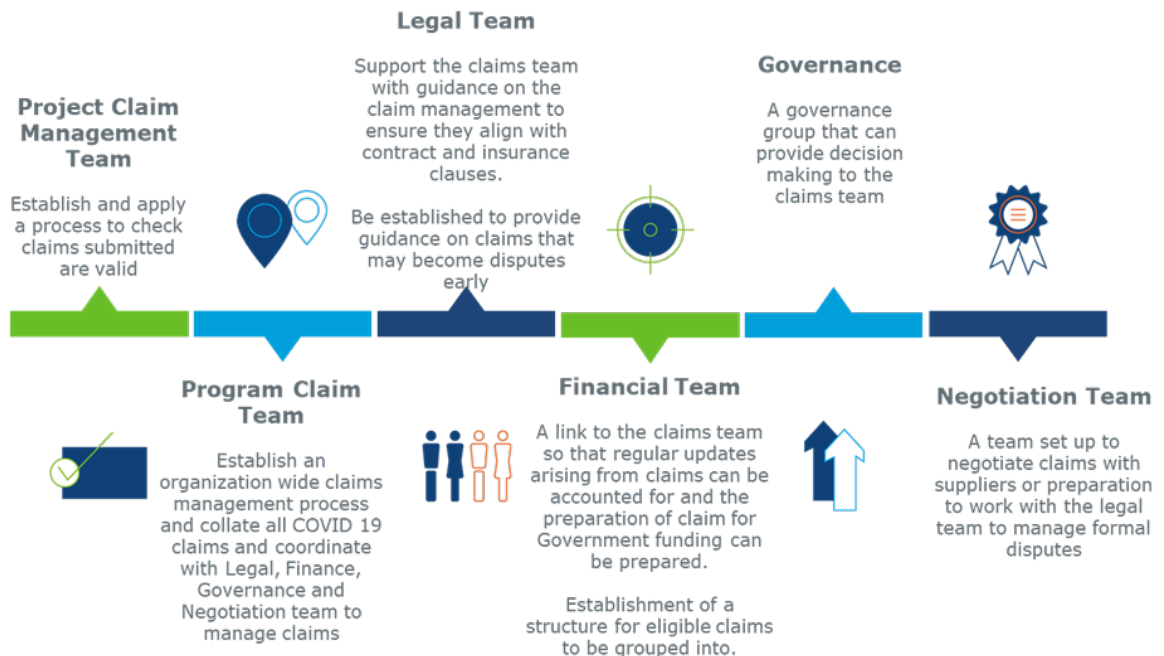 Project Claim
Management
Team
Establish and apply
a process to check
claims submitted
are valid
Program Claim
Team
Establish an
organization wide claims
management process
and collate all COVID 19
claims and coordinate
with Legal, Finance,
Governance and
Negotiation team to
manage claims
Legal Team
Support the claims team
with guidance on the
claim management to
ensure they align with
contract and insurance
clauses.
Be established to provide
guidance on claims that
may become disputes
early
Financial Team
A link to the claims team
so that regular updates
arising from claims can be
accounted for and the
preparation of claim for
Government funding can
be prepared.
Establishment of a
structure for eligible claims
to be grouped into.
Governance
A governance
group that can
provide decision
making to the
claims team
Negotiation Team
A team set up to
negotiate claims with
suppliers or preparation
to work with the legal
team to manage formal
disputes